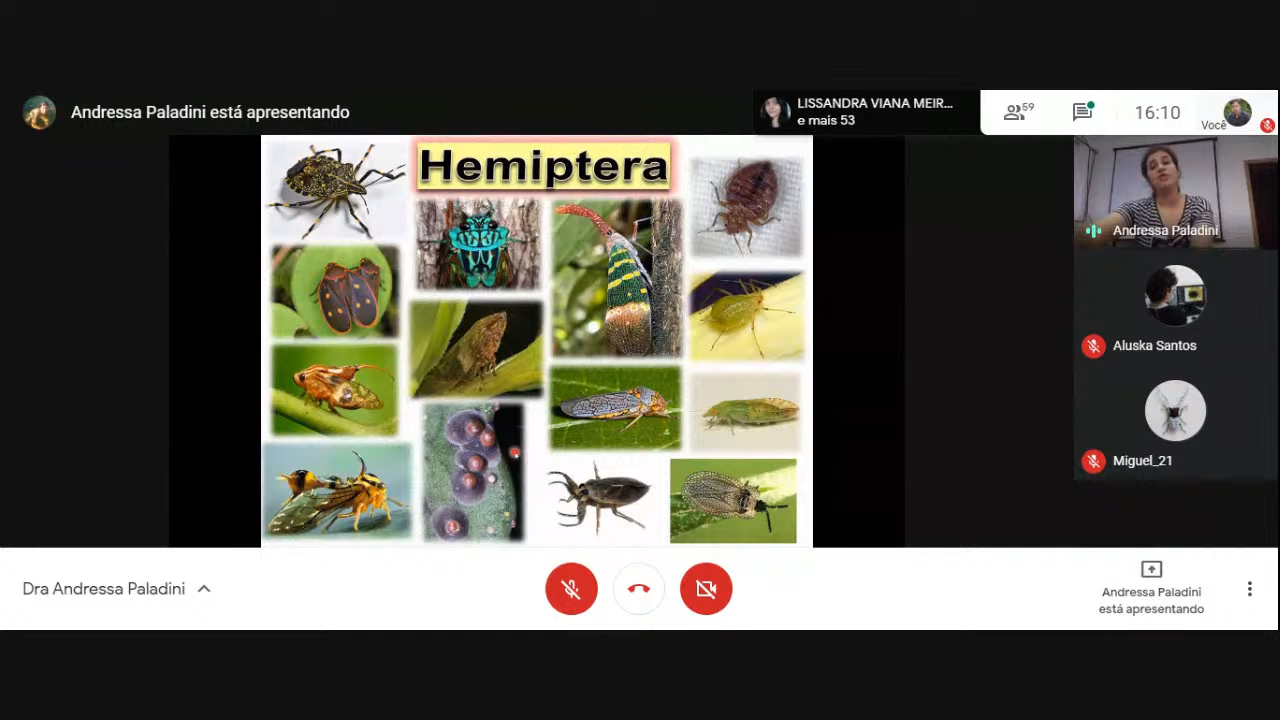 Andressa Paladini está apresentando
LISSANDRA VIANA MEIR...
e mais 53
59
16:10
Você
Hemiptera
Andressa Paladini
Aluska Santos
Miguel_21
Dra Andressa Paladini
Andressa Paladini
está apresentando